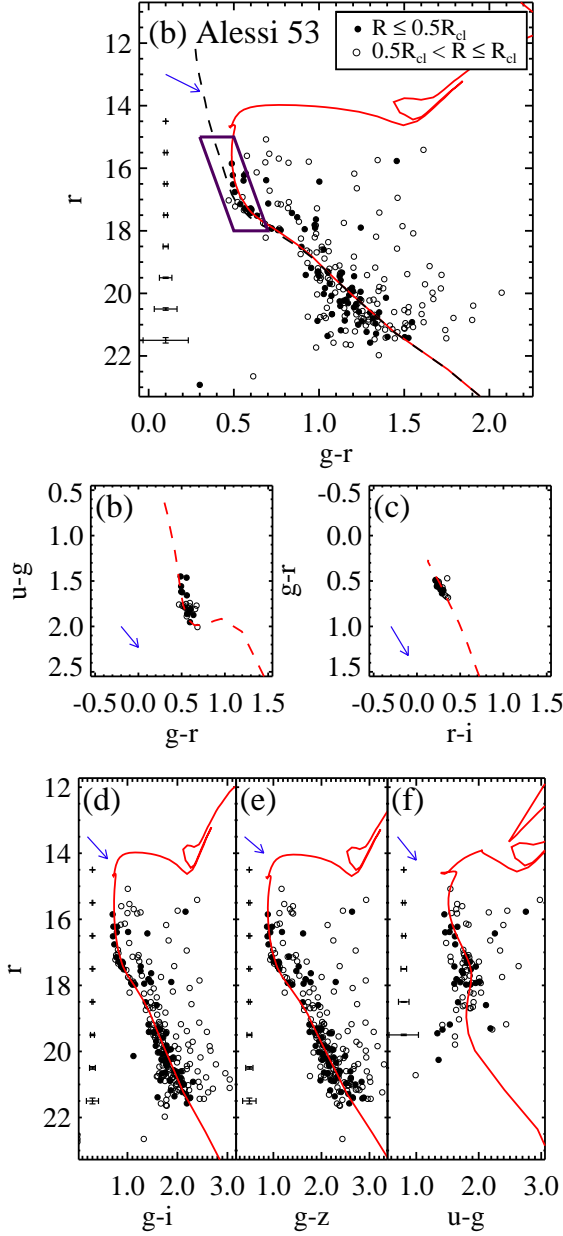 (b) Alessi 53
R ≤ 0.5R_cl
0.5R_cl < R ≤ R_cl
12
14
16
18
20
22
r
0.0 0.5 1.0 1.5 2.0
g-r
(b)
0.5
1.0
1.5
2.0
2.5
u-g
-0.5 0.0 0.5 1.0 1.5
g-r
(c)
-0.5
0.0
0.5
1.0
1.5
g-r
-0.5 0.0 0.5 1.0 1.5
r-i
(d) (e) (f)
12
14
16
18
20
22
r
1.0 2.0 3.0 1.0 2.0 3.0 1.0 2.0 3.0
g-i g-z u-g